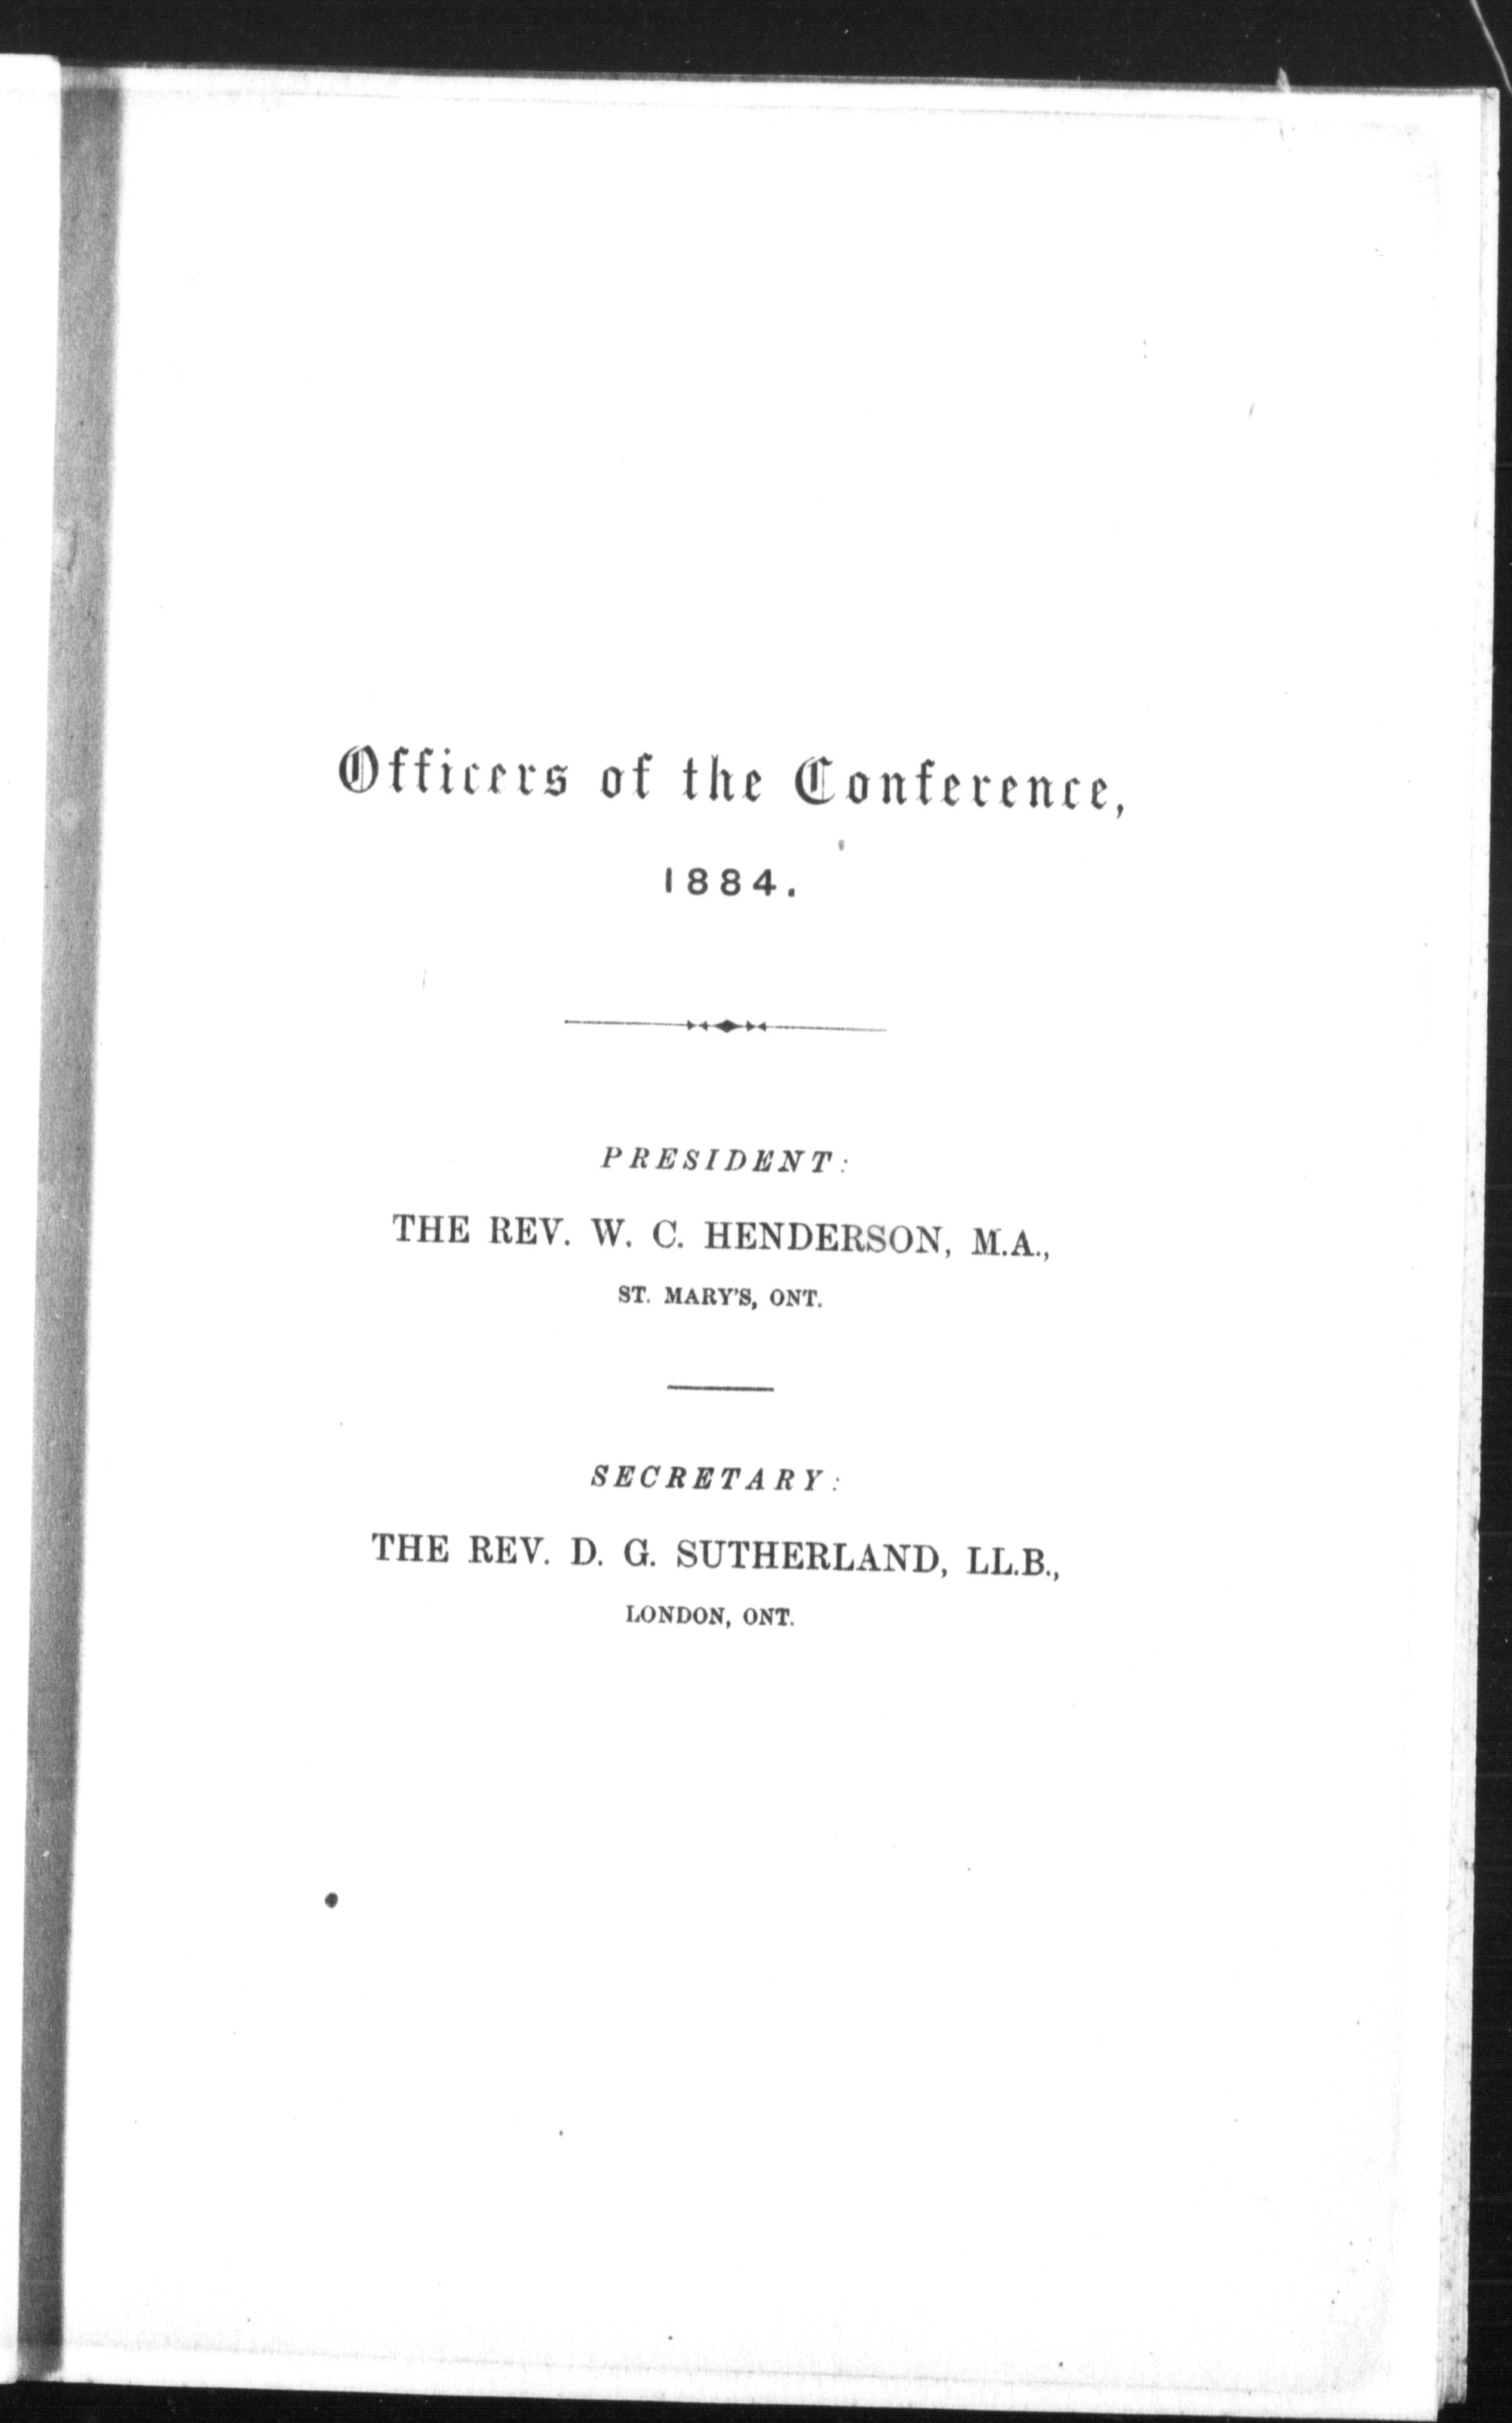 Officers of the Conference,
1884.
PRESIDENT:
THE REV. W. C. HENDERSON, M.A.,
ST. MARY'S, ONT.
SECRETARY:
THE REV. D. G. SUTHERLAND, LL.B.,
LONDON, ONT.